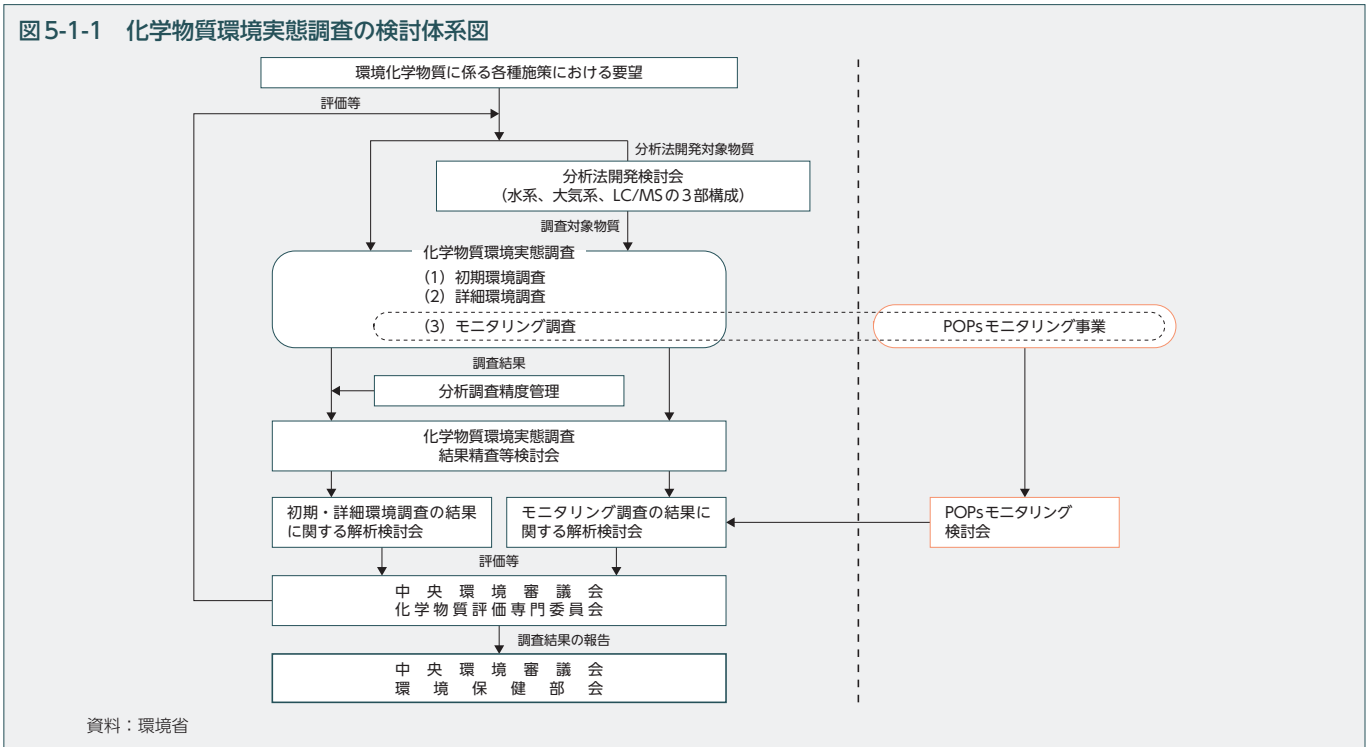 図5-1-1 化学物質環境実態調査の検討体系図
環境化学物質に係る各種施策における要望
評価等
分析法開発対象物質
分析法開発検討会
（水系、大気系、LC/MSの３部構成）
調査対象物質
化学物質環境実態調査
（1）初期環境調査
（2）詳細環境調査
（3）モニタリング調査
POPsモニタリング事業
調査結果
分析調査精度管理
化学物質環境実態調査
結果精査等検討会
初期・詳細環境調査の結果
に関する解析検討会
モニタリング調査の結果に
関する解析検討会
POPsモニタリング
検討会
評価等
中央環境審議会
化学物質評価専門委員会
調査結果の報告
中央環境審議会
環境保健部会
資料：環境省